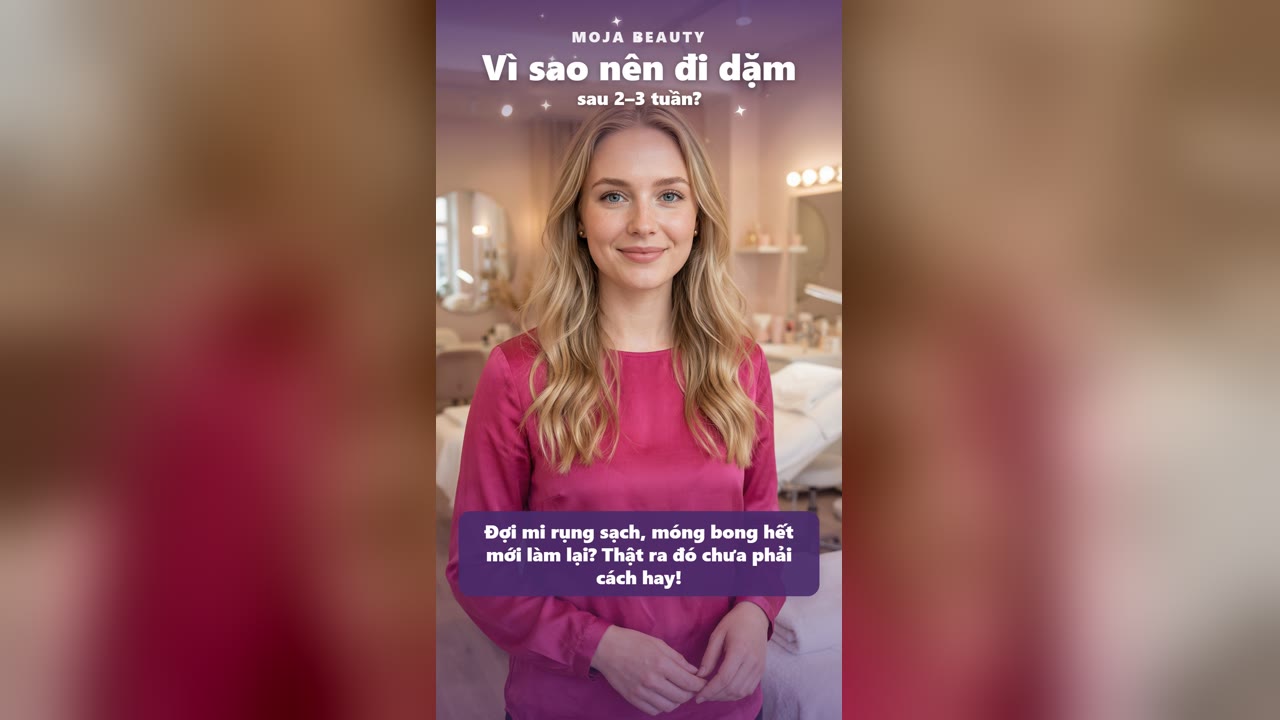 MOJA BEAUTY
Vì sao nên đi dặm
sau 2–3 tuần?
Đợi mi rụng sạch, móng bong hết
mới làm lại? Thật ra đó chưa phải
cách hay!